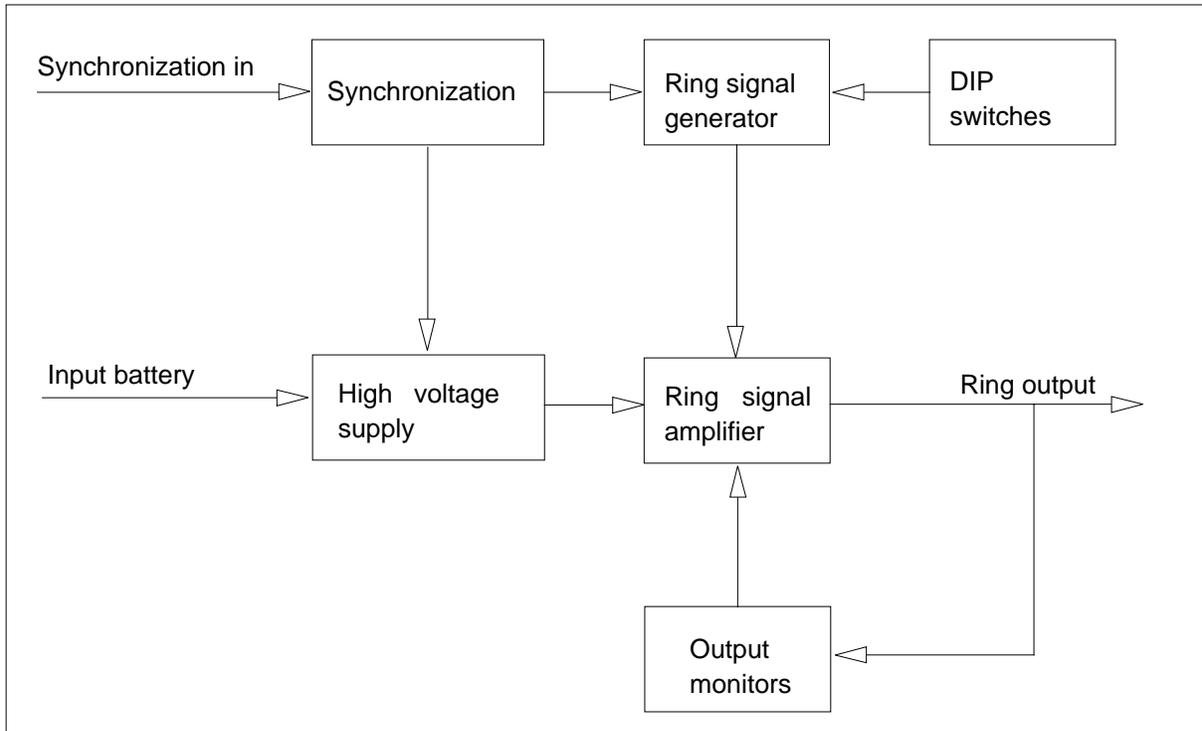 Synchronization in
Synchronization
Ring signal
generator
DIP
switches
Input battery
High voltage
supply
Ring signal
amplifier
Ring output
Output
monitors